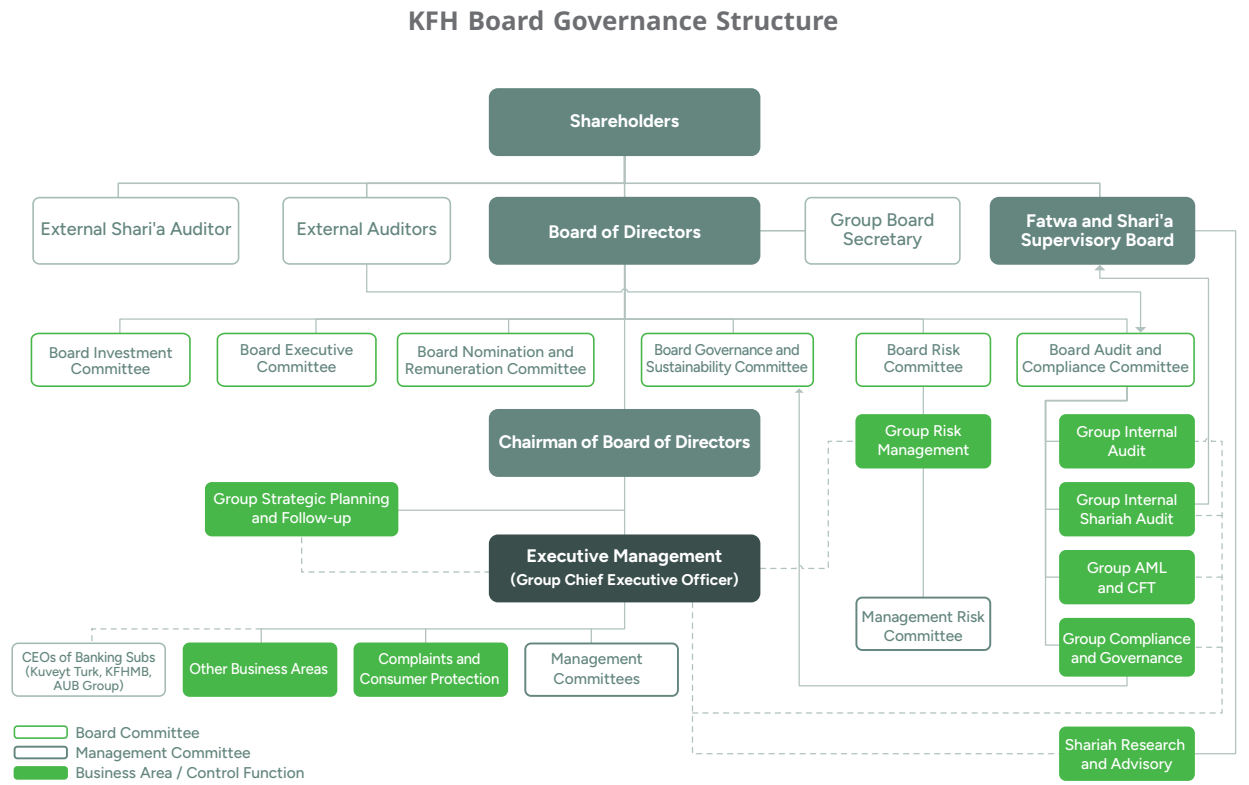 KFH Board Governance Structure
Shareholders
External Shari'a Auditor
External Auditors
Board of Directors
Group Board
Secretary
Fatwa and Shari'a
Supervisory Board
Board Investment
Committee
Board Executive
Committee
Board Nomination and
Remuneration Committee
Board Governance and
Sustainability Committee
Board Risk
Committee
Board Audit and
Compliance Committee
Chairman of Board of Directors
Group Risk
Management
Group Internal
Audit
Group Strategic Planning
and Follow-up
Group Internal
Shariah Audit
Executive Management
(Group Chief Executive Officer)
Group AML
and CFT
Management Risk
Committee
Group Compliance
and Governance
CEOs of Banking Subs
(Kuveyt Turk, KFHMB,
AUB Group)
Other Business Areas
Complaints and
Consumer Protection
Management
Committees
Shariah Research
and Advisory
Board Committee
Management Committee
Business Area / Control Function